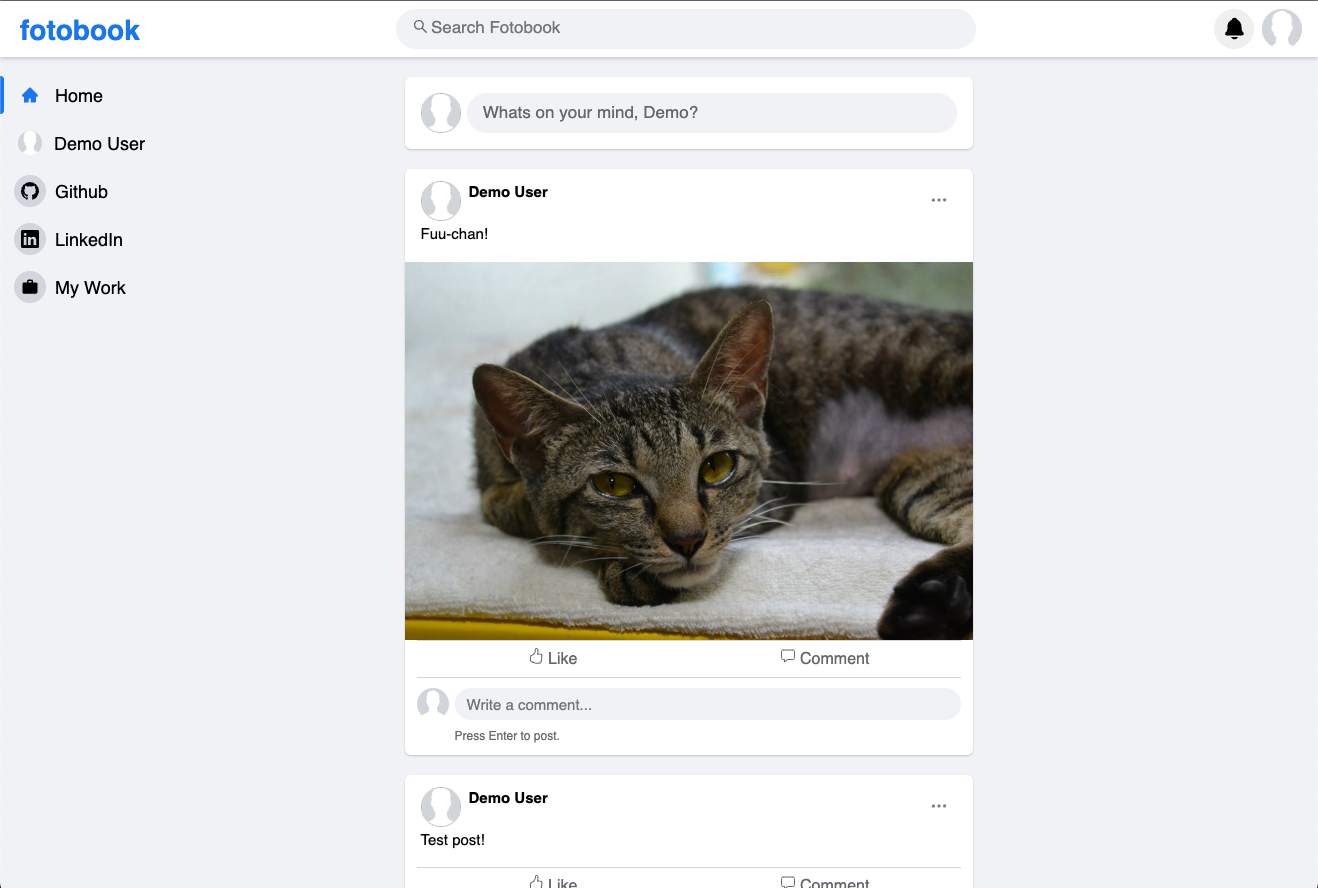 fotobook
Search Fotobook
Home
Demo User
Github
LinkedIn
My Work
Whats on your mind, Demo?
Demo User
Fuu-chan!
Like
Comment
Write a comment...
Press Enter to post.
Demo User
Test post!
Like
Comment